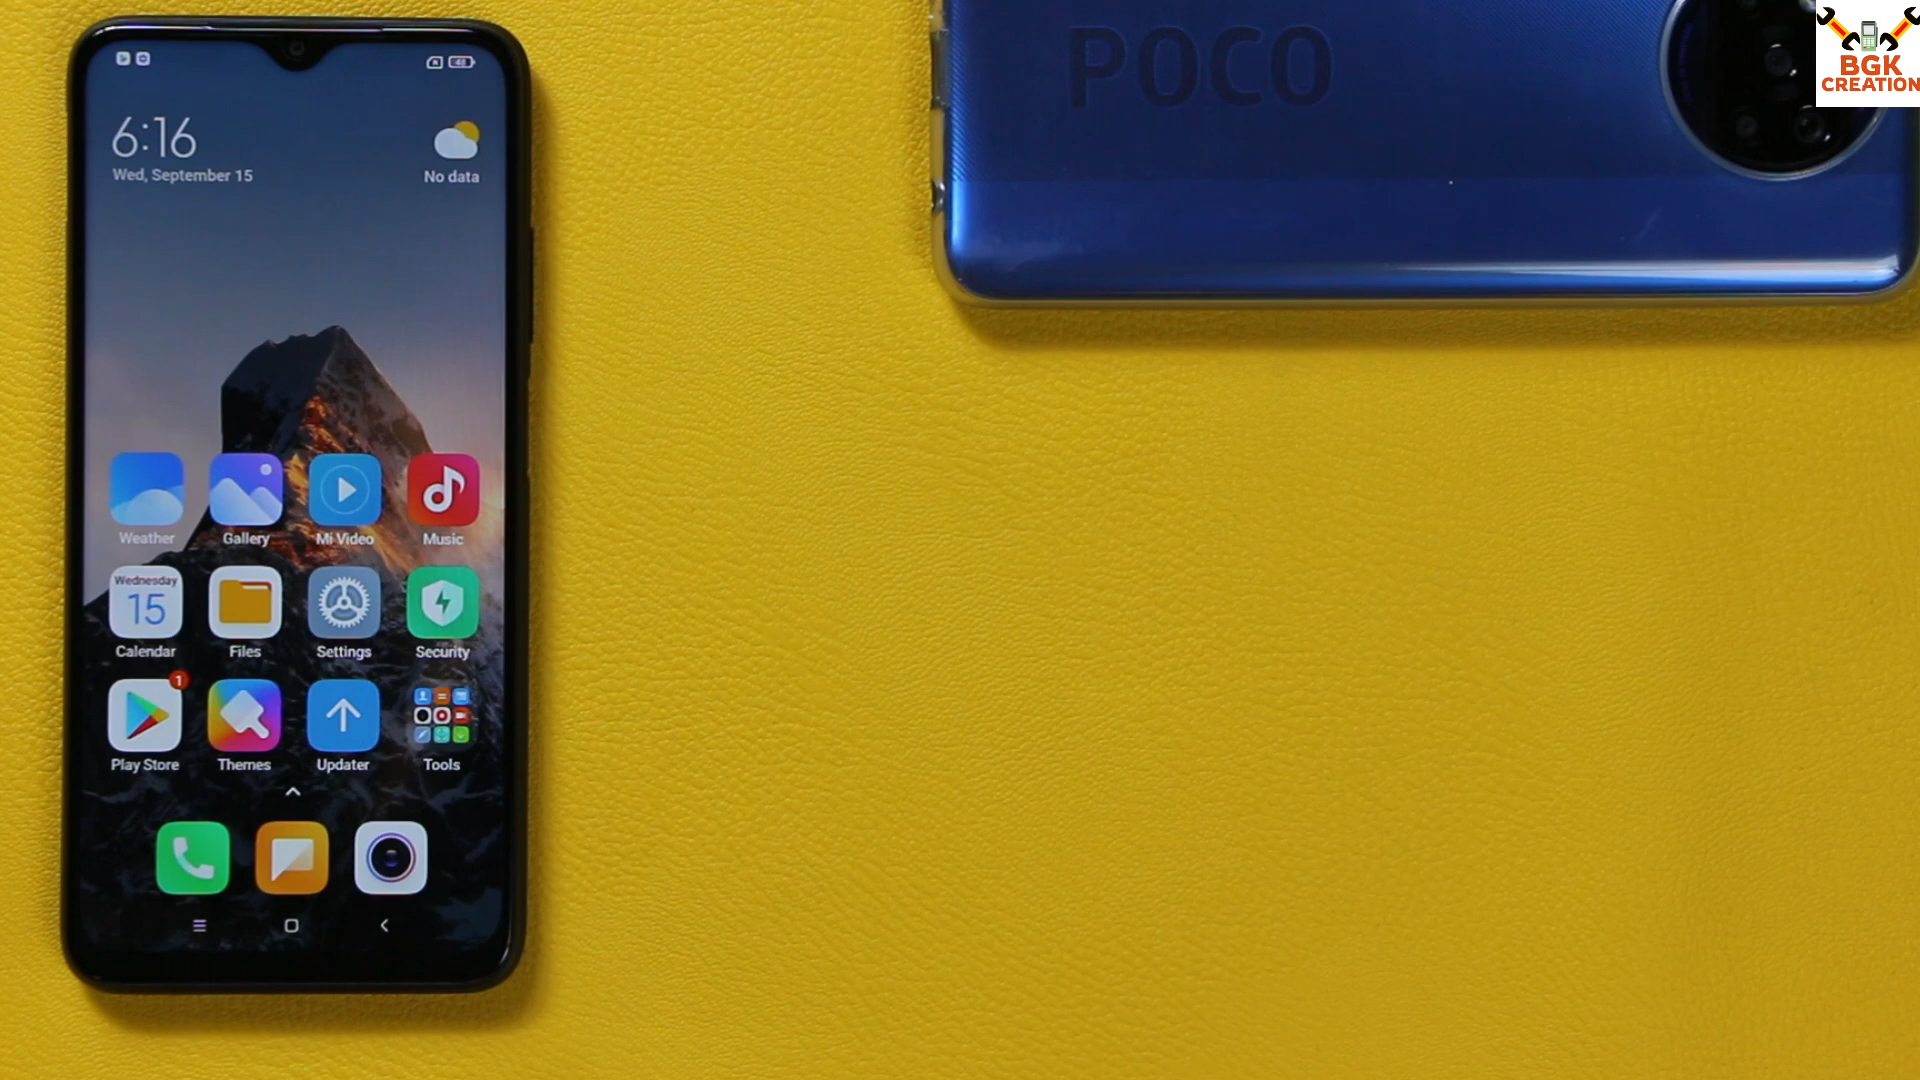 6:16
Wed, September 15
No data
Weather
Gallery
Mi Video
Music
Wednesday
15
Calendar
Files
Settings
Security
1
Play Store
Themes
Updater
Tools
POCO
BGK
CREATION